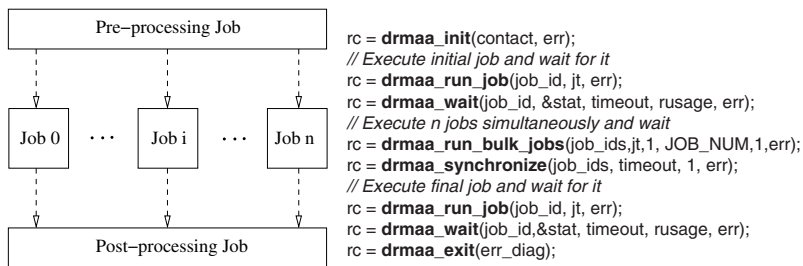 Pre-processing Job
Job 0 ··· Job i ··· Job n
Post-processing Job
rc = drmaa_init(contact, err);
// Execute initial job and wait for it
rc = drmaa_run_job(job_id, jt, err);
rc = drmaa_wait(job_id, &stat, timeout, rusage, err);
// Execute n jobs simultaneously and wait
rc = drmaa_run_bulk_jobs(job_ids,jt,1, JOB_NUM,1,err);
rc = drmaa_synchronize(job_ids, timeout, 1, err);
// Execute final job and wait for it
rc = drmaa_run_job(job_id, jt, err);
rc = drmaa_wait(job_id,&stat, timeout, rusage, err);
rc = drmaa_exit(err_diag);